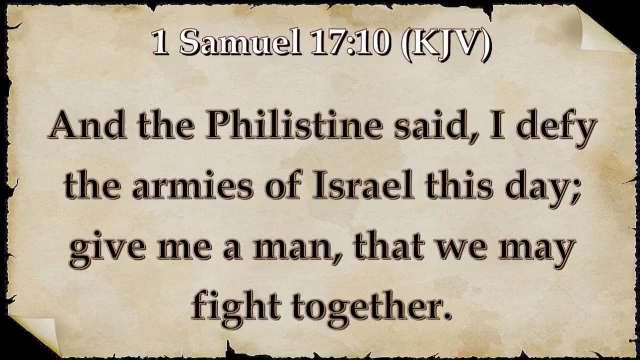 1 Samuel 17:10 (KJV)
And the Philistine said, I defy
the armies of Israel this day;
give me a man, that we may
fight together.